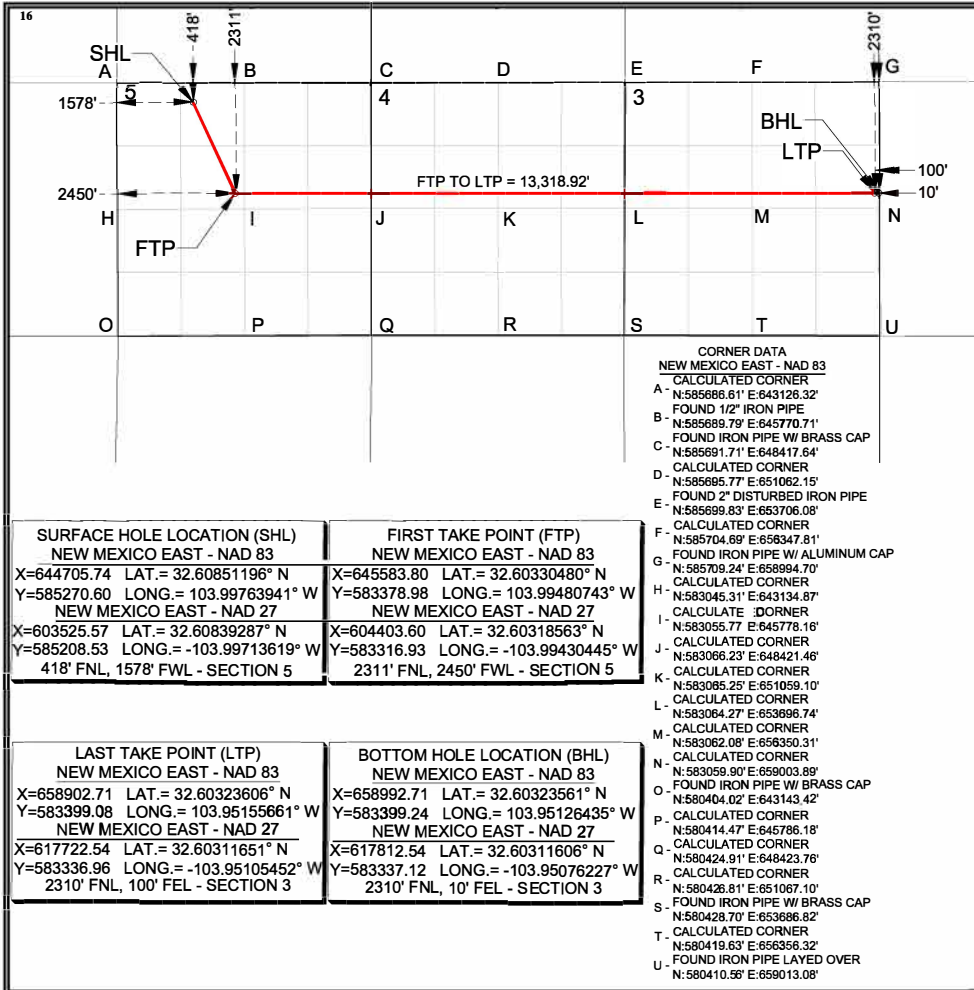 16
418'
2311'
2310'
SHL
A
B
C
D
E
F
G
5
4
3
1578'
BHL
LTP
100'
FTP TO LTP = 13,318.92'
2450'
10'
H
I
J
K
L
M
N
FTP
O
P
Q
R
S
T
U
CORNER DATA
NEW MEXICO EAST - NAD 83
A - CALCULATED CORNER
N:585686.61' E:643126.32'
B - FOUND 1/2" IRON PIPE
N:585689.79' E:645770.71'
C - FOUND IRON PIPE W/ BRASS CAP
N:585691.71' E:648417.64'
D - CALCULATED CORNER
N:585695.77' E:651062.15'
E - FOUND 2" DISTURBED IRON PIPE
N:585699.83' E:653706.08'
F - CALCULATED CORNER
N:585704.69' E:656347.81'
G - FOUND IRON PIPE W/ ALUMINUM CAP
N:585709.24' E:658994.70'
H - CALCULATED CORNER
N:583045.31' E:643134.87'
I - CALCULATE DORNER
N:583055.77' E:645778.16'
J - CALCULATED CORNER
N:583066.23' E:648421.46'
K - CALCULATED CORNER
N:583065.25' E:651059.10'
L - CALCULATED CORNER
N:583064.27' E:653696.74'
M - CALCULATED CORNER
N:583062.08' E:656350.31'
N - CALCULATED CORNER
N:583059.90' E:659003.89'
O - FOUND IRON PIPE W/ BRASS CAP
N:580404.02' E:643143.42'
P - CALCULATED CORNER
N:580414.47' E:645786.18'
Q - CALCULATED CORNER
N:580424.91' E:648423.76'
R - CALCULATED CORNER
N:580426.81' E:651067.10'
S - FOUND IRON PIPE W/ BRASS CAP
N:580428.70' E:653686.82'
T - CALCULATED CORNER
N:580419.63' E:656356.32'
U - FOUND IRON PIPE LAYED OVER
N:580410.56' E:659013.08'
SURFACE HOLE LOCATION (SHL)
NEW MEXICO EAST - NAD 83
X=644705.74 LAT.= 32.60851196° N
Y=585270.60 LONG.= 103.99763941° W
NEW MEXICO EAST - NAD 27
X=603525.57 LAT.= 32.60839287° N
Y=585208.53 LONG.= -103.99713619° W
418' FNL, 1578' FWL - SECTION 5
FIRST TAKE POINT (FTP)
NEW MEXICO EAST - NAD 83
X=645583.80 LAT.= 32.60330480° N
Y=583378.98 LONG.= 103.99480743° W
NEW MEXICO EAST - NAD 27
X=604403.60 LAT.= 32.60318563° N
Y=583316.93 LONG.= -103.99430445° W
2311' FNL, 2450' FWL - SECTION 5
LAST TAKE POINT (LTP)
NEW MEXICO EAST - NAD 83
X=658902.71 LAT.= 32.60323606° N
Y=583399.08 LONG.= 103.95155661° W
NEW MEXICO EAST - NAD 27
X=617722.54 LAT.= 32.60311651° N
Y=583336.96 LONG.= -103.95105452° W
2310' FNL, 100' FEL - SECTION 3
BOTTOM HOLE LOCATION (BHL)
NEW MEXICO EAST - NAD 83
X=658992.71 LAT.= 32.60323561° N
Y=583399.24 LONG.= 103.95126435° W
NEW MEXICO EAST - NAD 27
X=617812.54 LAT.= 32.60311606° N
Y=583337.12 LONG.= -103.95076227° W
2310' FNL, 10' FEL - SECTION 3